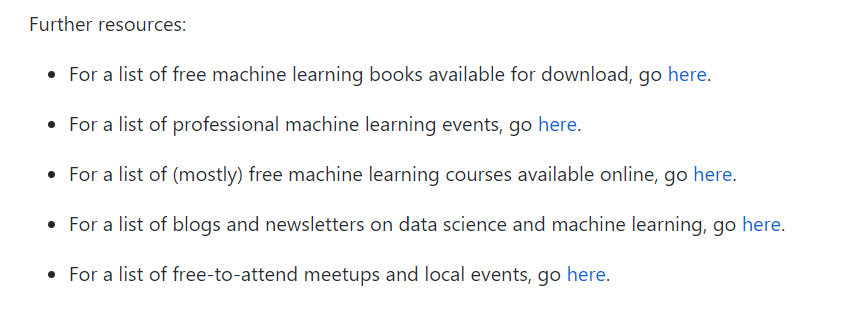 Further resources:
• For a list of free machine learning books available for download, go here.
• For a list of professional machine learning events, go here.
• For a list of (mostly) free machine learning courses available online, go here.
• For a list of blogs and newsletters on data science and machine learning, go here.
• For a list of free-to-attend meetups and local events, go here.